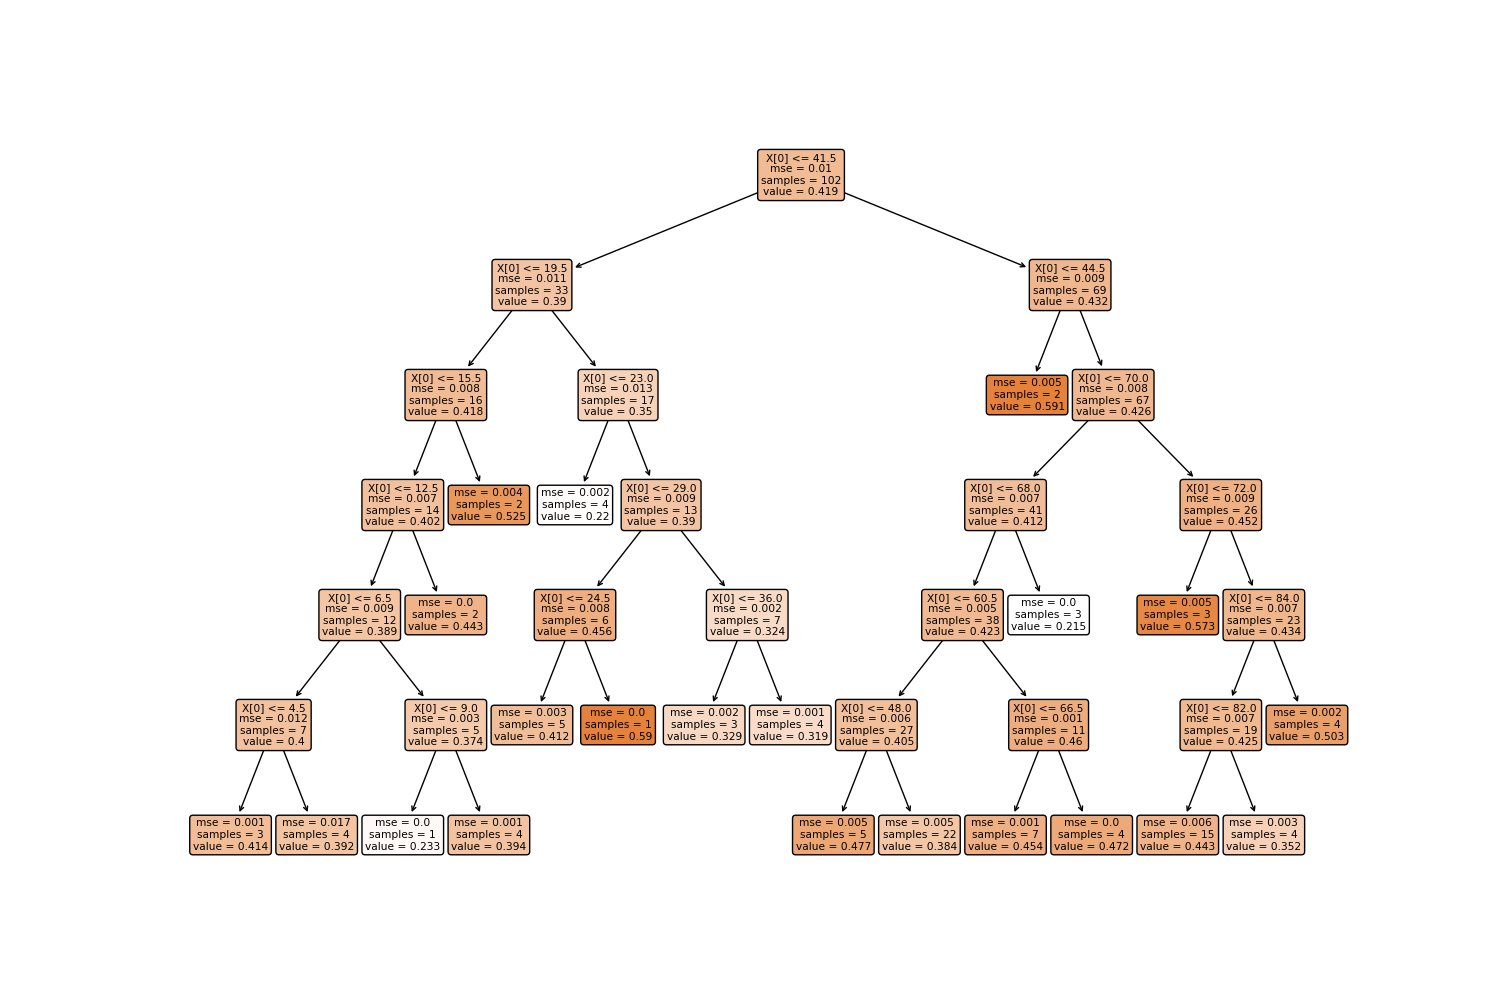 X[0] <= 41.5
mse = 0.01
samples = 102
value = 0.419
X[0] <= 19.5
mse = 0.011
samples = 33
value = 0.39
X[0] <= 44.5
mse = 0.009
samples = 69
value = 0.432
X[0] <= 15.5
mse = 0.008
samples = 16
value = 0.418
X[0] <= 23.0
mse = 0.013
samples = 17
value = 0.35
mse = 0.005
samples = 2
value = 0.591
X[0] <= 70.0
mse = 0.008
samples = 67
value = 0.426
X[0] <= 12.5
mse = 0.007
samples = 14
value = 0.402
mse = 0.004
samples = 2
value = 0.525
mse = 0.002
samples = 4
value = 0.22
X[0] <= 29.0
mse = 0.009
samples = 13
value = 0.39
X[0] <= 68.0
mse = 0.007
samples = 41
value = 0.412
X[0] <= 72.0
mse = 0.009
samples = 26
value = 0.452
X[0] <= 6.5
mse = 0.009
samples = 12
value = 0.389
mse = 0.0
samples = 2
value = 0.443
X[0] <= 24.5
mse = 0.008
samples = 6
value = 0.456
X[0] <= 36.0
mse = 0.002
samples = 7
value = 0.324
X[0] <= 60.5
mse = 0.005
samples = 38
value = 0.423
mse = 0.0
samples = 3
value = 0.215
mse = 0.005
samples = 3
value = 0.573
X[0] <= 84.0
mse = 0.007
samples = 23
value = 0.434
X[0] <= 4.5
mse = 0.012
samples = 7
value = 0.4
X[0] <= 9.0
mse = 0.003
samples = 5
value = 0.374
mse = 0.003
samples = 5
value = 0.412
mse = 0.0
samples = 1
value = 0.59
mse = 0.002
samples = 3
value = 0.329
mse = 0.001
samples = 4
value = 0.319
X[0] <= 48.0
mse = 0.006
samples = 27
value = 0.405
X[0] <= 66.5
mse = 0.001
samples = 11
value = 0.46
X[0] <= 82.0
mse = 0.007
samples = 19
value = 0.425
mse = 0.002
samples = 4
value = 0.503
mse = 0.001
samples = 3
value = 0.414
mse = 0.017
samples = 4
value = 0.392
mse = 0.0
samples = 1
value = 0.233
mse = 0.001
samples = 4
value = 0.394
mse = 0.005
samples = 5
value = 0.477
mse = 0.005
samples = 22
value = 0.384
mse = 0.001
samples = 7
value = 0.454
mse = 0.0
samples = 4
value = 0.472
mse = 0.006
samples = 15
value = 0.443
mse = 0.003
samples = 4
value = 0.352